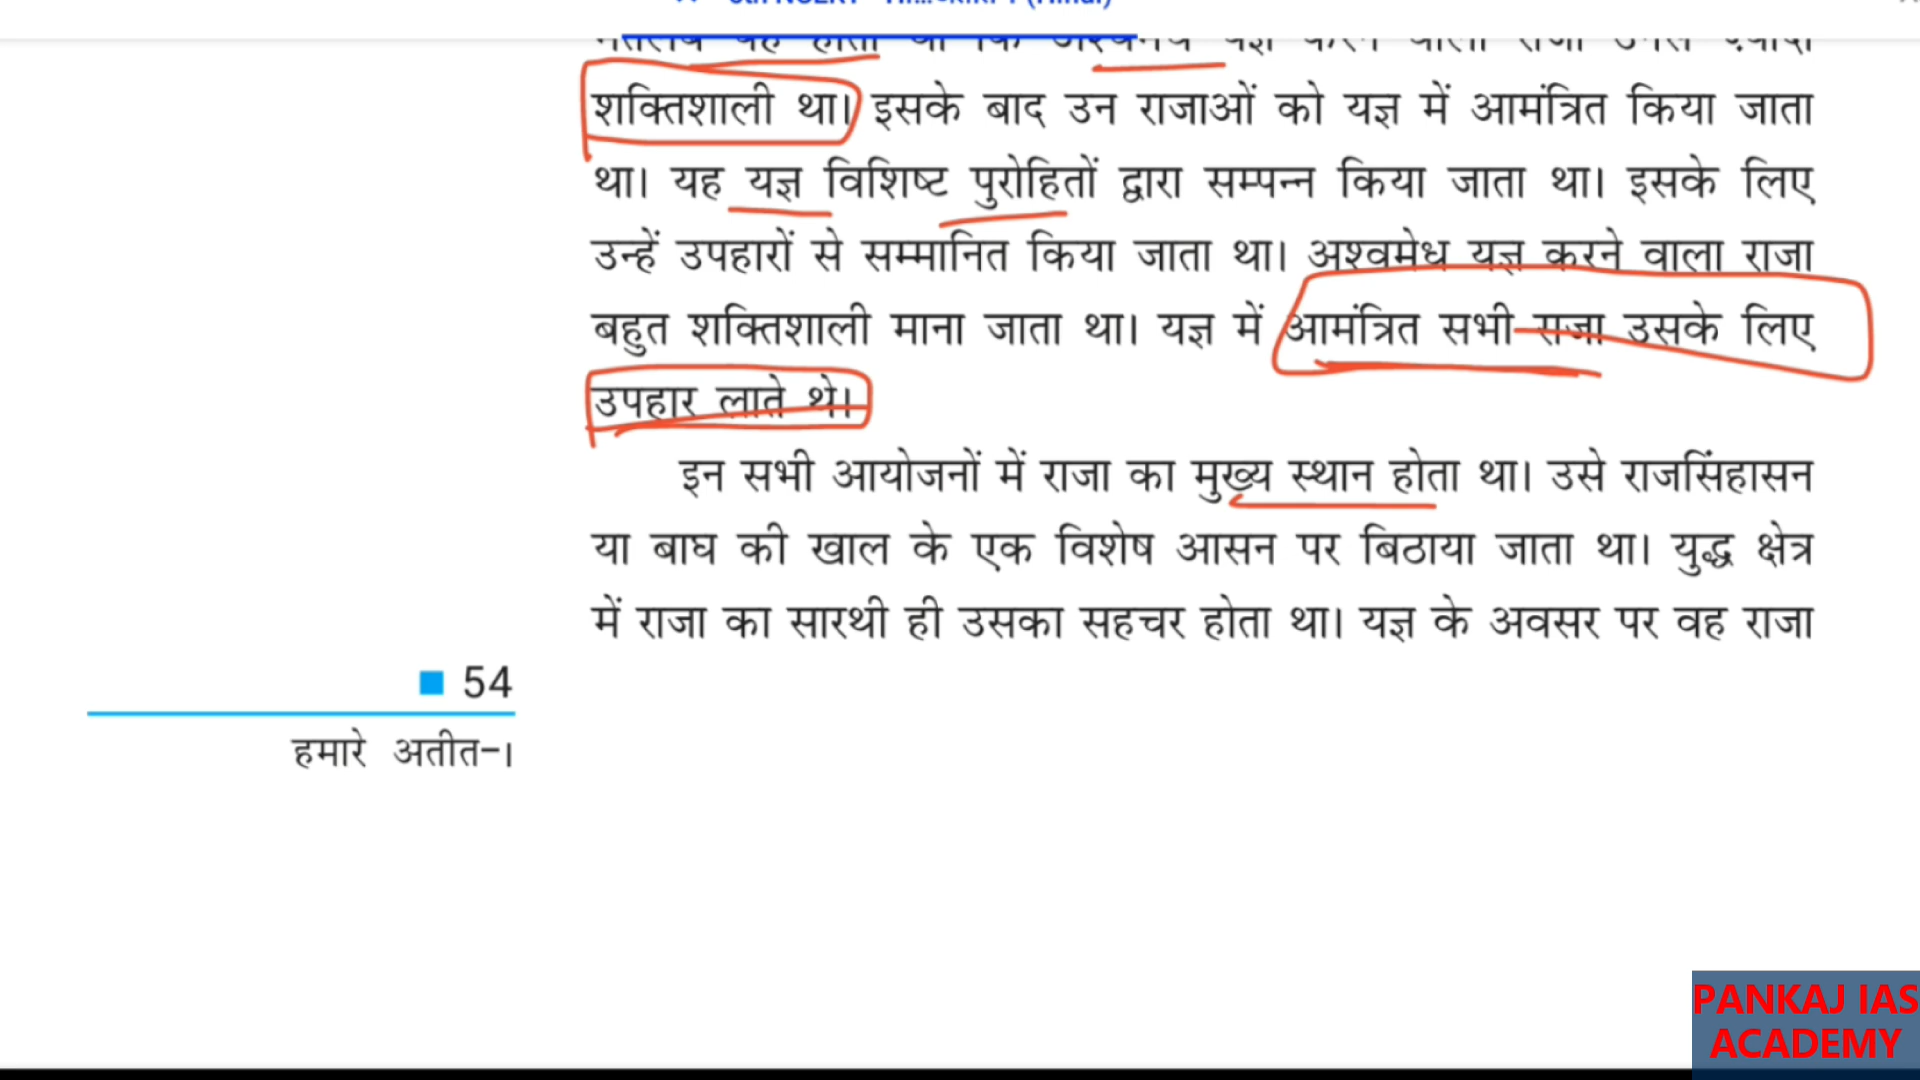 शक्तिशाली था। इसके बाद उन राजाओं को यज्ञ में आमंत्रित किया जाता
था। यह यज्ञ विशिष्ट पुरोहितों द्वारा सम्पन्न किया जाता था। इसके लिए
उन्हें उपहारों से सम्मानित किया जाता था। अश्वमेध यज्ञ करने वाला राजा
बहुत शक्तिशाली माना जाता था। यज्ञ में आमंत्रित सभी राजा उसके लिए
उपहार लाते थे।
इन सभी आयोजनों में राजा का मुख्य स्थान होता था। उसे राजसिंहासन
या बाघ की खाल के एक विशेष आसन पर बिठाया जाता था। युद्ध क्षेत्र
में राजा का सारथी ही उसका सहचर होता था। यज्ञ के अवसर पर वह राजा
54
हमारे अतीत-।
PANKAJ IAS
ACADEMY